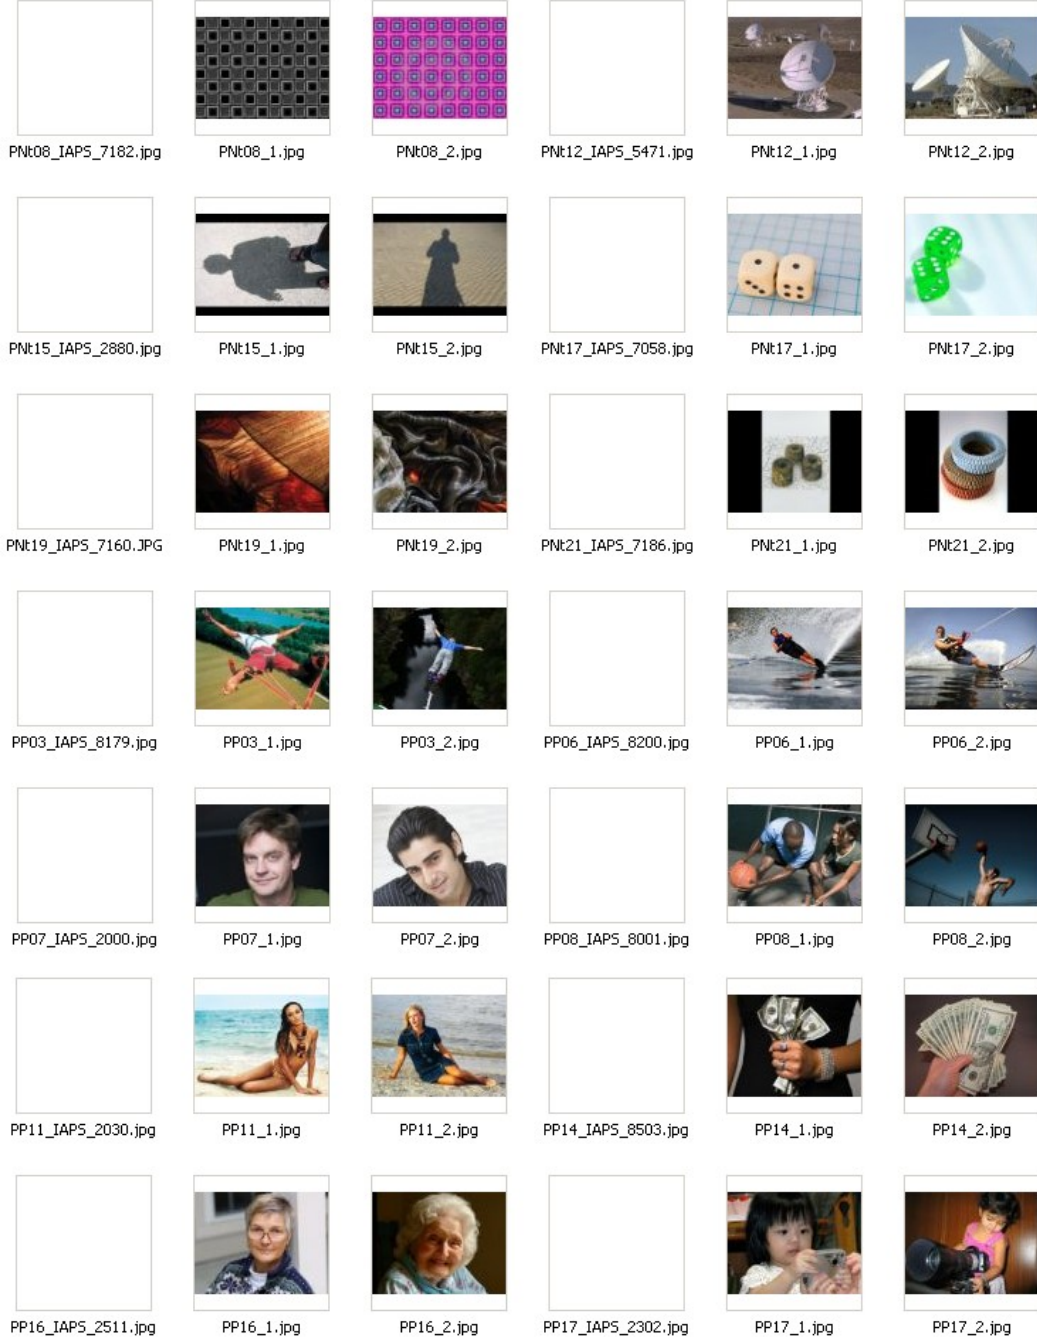 PNt08_IAPS_7182.jpg PNt08_1.jpg PNt08_2.jpg PNt12_IAPS_5471.jpg PNt12_1.jpg PNt12_2.jpg
PNt15_IAPS_2880.jpg PNt15_1.jpg PNt15_2.jpg PNt17_IAPS_7058.jpg PNt17_1.jpg PNt17_2.jpg
PNt19_IAPS_7160.JPG PNt19_1.jpg PNt19_2.jpg PNt21_IAPS_7186.jpg PNt21_1.jpg PNt21_2.jpg
PP03_IAPS_8179.jpg PP03_1.jpg PP03_2.jpg PP06_IAPS_8200.jpg PP06_1.jpg PP06_2.jpg
PP07_IAPS_2000.jpg PP07_1.jpg PP07_2.jpg PP08_IAPS_8001.jpg PP08_1.jpg PP08_2.jpg
PP11_IAPS_2030.jpg PP11_1.jpg PP11_2.jpg PP14_IAPS_8503.jpg PP14_1.jpg PP14_2.jpg
PP16_IAPS_2511.jpg PP16_1.jpg PP16_2.jpg PP17_IAPS_2302.jpg PP17_1.jpg PP17_2.jpg